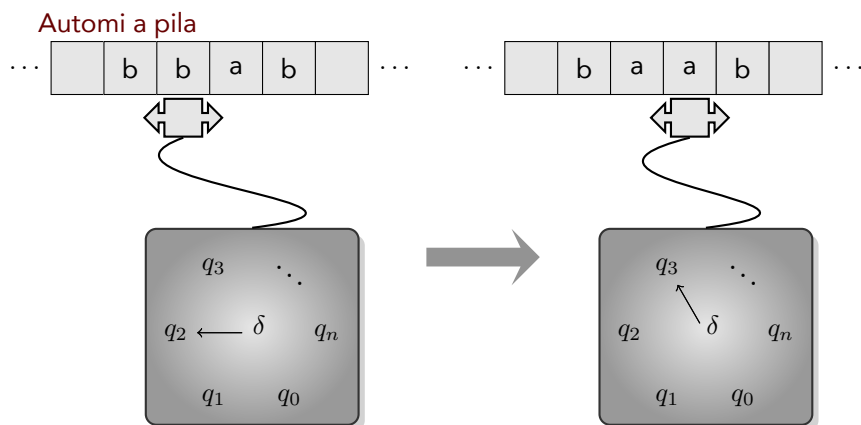 Automi a pila
··· b b a b ··· ··· b a a b ···
q₃ ⋱ q₃ ⋱
q₂ δ qₙ q₂ δ qₙ
q₁ q₀ q₁ q₀